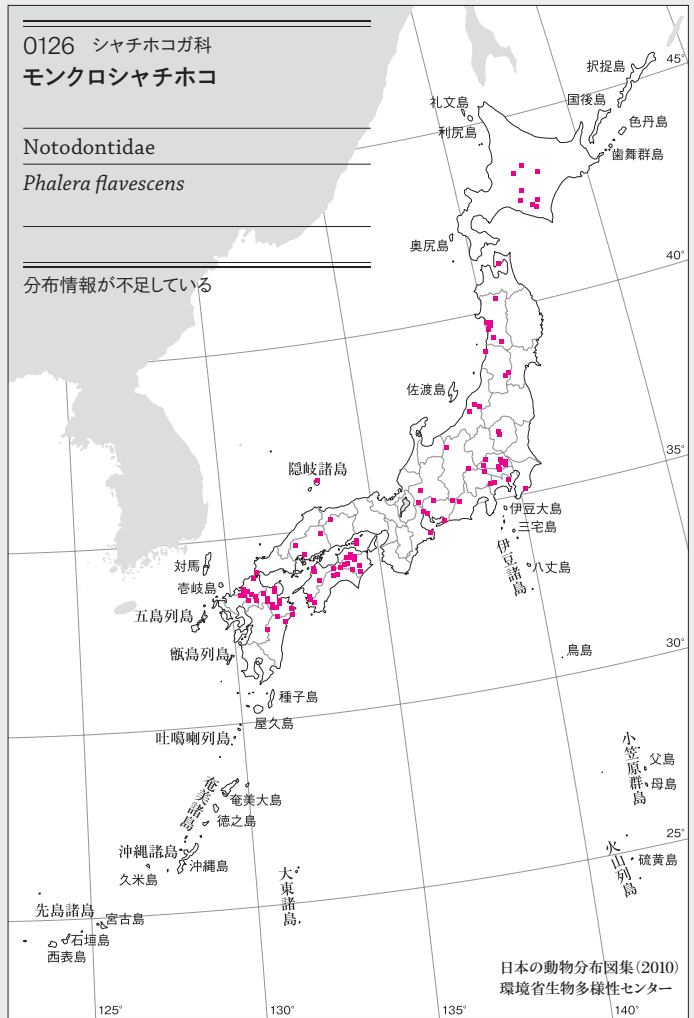 0126 シャチホコガ科
モンクロシャチホコ
Notodontidae
Phalera flavescens
分布情報が不足している
択捉島
45°
礼文島
国後島
利尻島
色丹島
歯舞群島
奥尻島
40°
佐渡島
35°
隠岐諸島
伊豆大島
三宅島
伊豆諸島
八丈島
対馬
壱岐島
五島列島
鳥島
30°
甑島列島
種子島
屋久島
吐噶喇列島
小笠原群島
父島
母島
奄美諸島
奄美大島
徳之島
25°
沖縄諸島
沖縄島
久米島
火山列島
硫黄島
大東諸島
先島諸島
宮古島
石垣島
西表島
日本の動物分布図集(2010)
環境省生物多様性センター
125°
130°
135°
140°